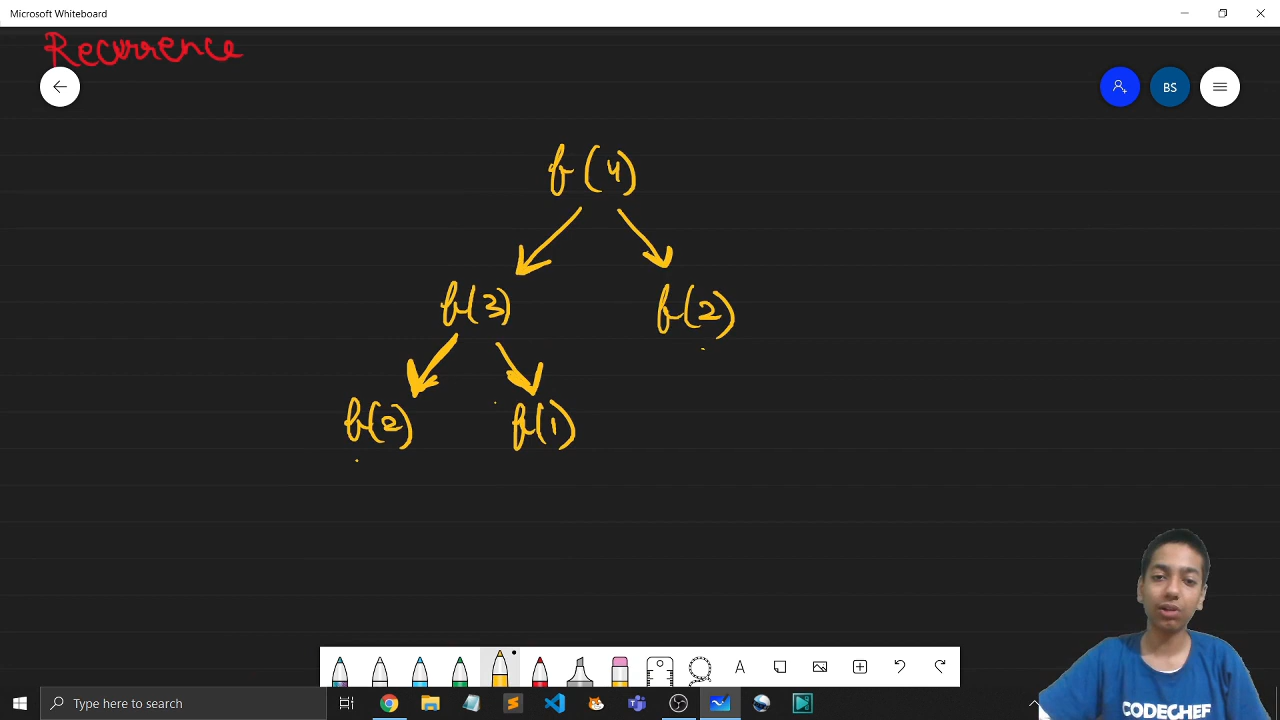 Microsoft Whiteboard
Recurrence
BS
f(4)
f(3) f(2)
f(2) f(1)
A
Type here to search
CODECHEF